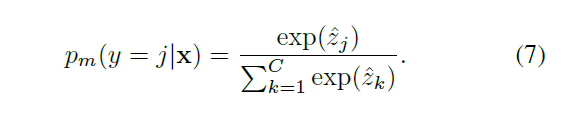 $p_m(y = j|\mathbf{x}) = \frac{\exp(\hat{z}_j)}{\sum_{k=1}^{C} \exp(\hat{z}_k)}.$ (7)